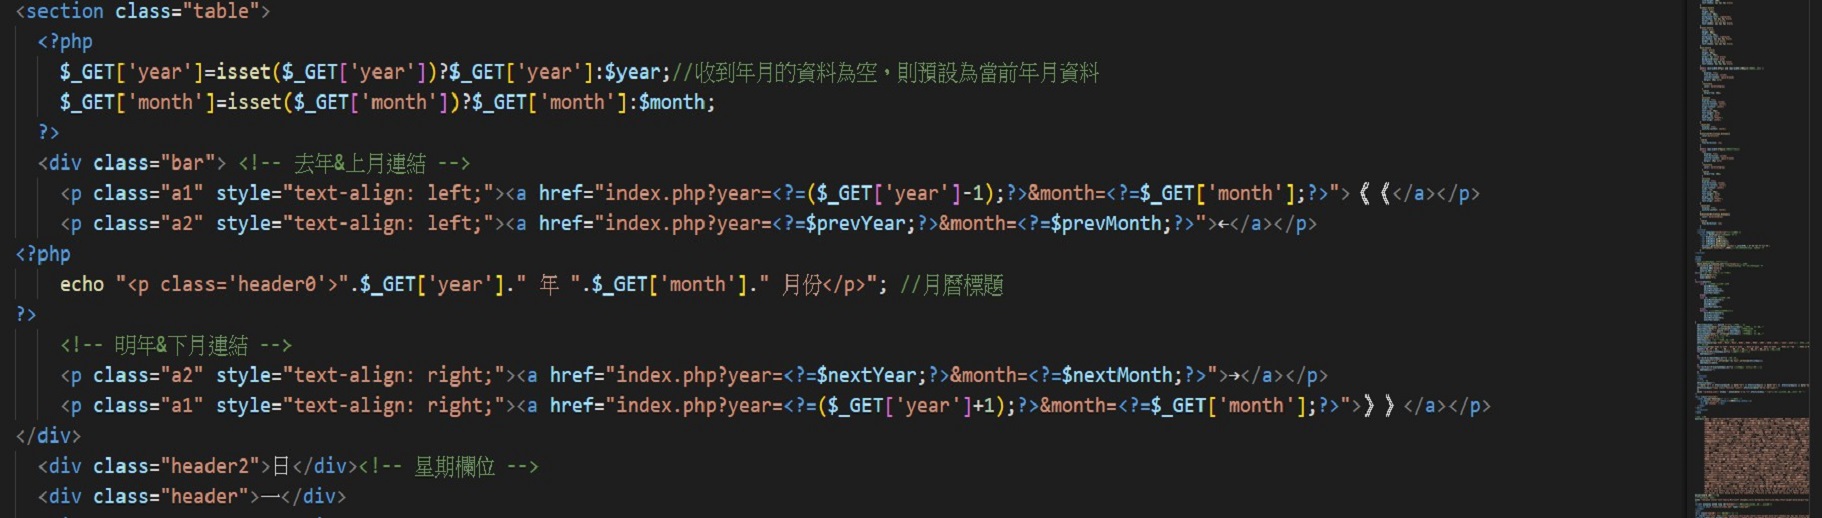 <section class="table">
<?php
$_GET['year']=isset($_GET['year'])?$_GET['year']:$year;//收到年月的資料為空，則預設為當前年月資料
$_GET['month']=isset($_GET['month'])?$_GET['month']:$month;
?>
<div class="bar"> <!-- 去年&上月連結 -->
<p class="a1" style="text-align: left;"><a href="index.php?year=<?=($_GET['year']-1);?>&month=<?=$_GET['month'];?>">《《</a></p>
<p class="a2" style="text-align: left;"><a href="index.php?year=<?=$prevYear;?>&month=<?=$prevMonth;?>">←</a></p>
<?php
echo "<p class='header0'>".$_GET['year']." 年 ".$_GET['month']." 月份</p>"; //月曆標題
?>
<!-- 明年&下月連結 -->
<p class="a2" style="text-align: right;"><a href="index.php?year=<?=$nextYear;?>&month=<?=$nextMonth;?>">→</a></p>
<p class="a1" style="text-align: right;"><a href="index.php?year=<?=($_GET['year']+1);?>&month=<?=$_GET['month'];?>">》》</a></p>
</div>
<div class="header2">日</div><!-- 星期欄位 -->
<div class="header">一</div>